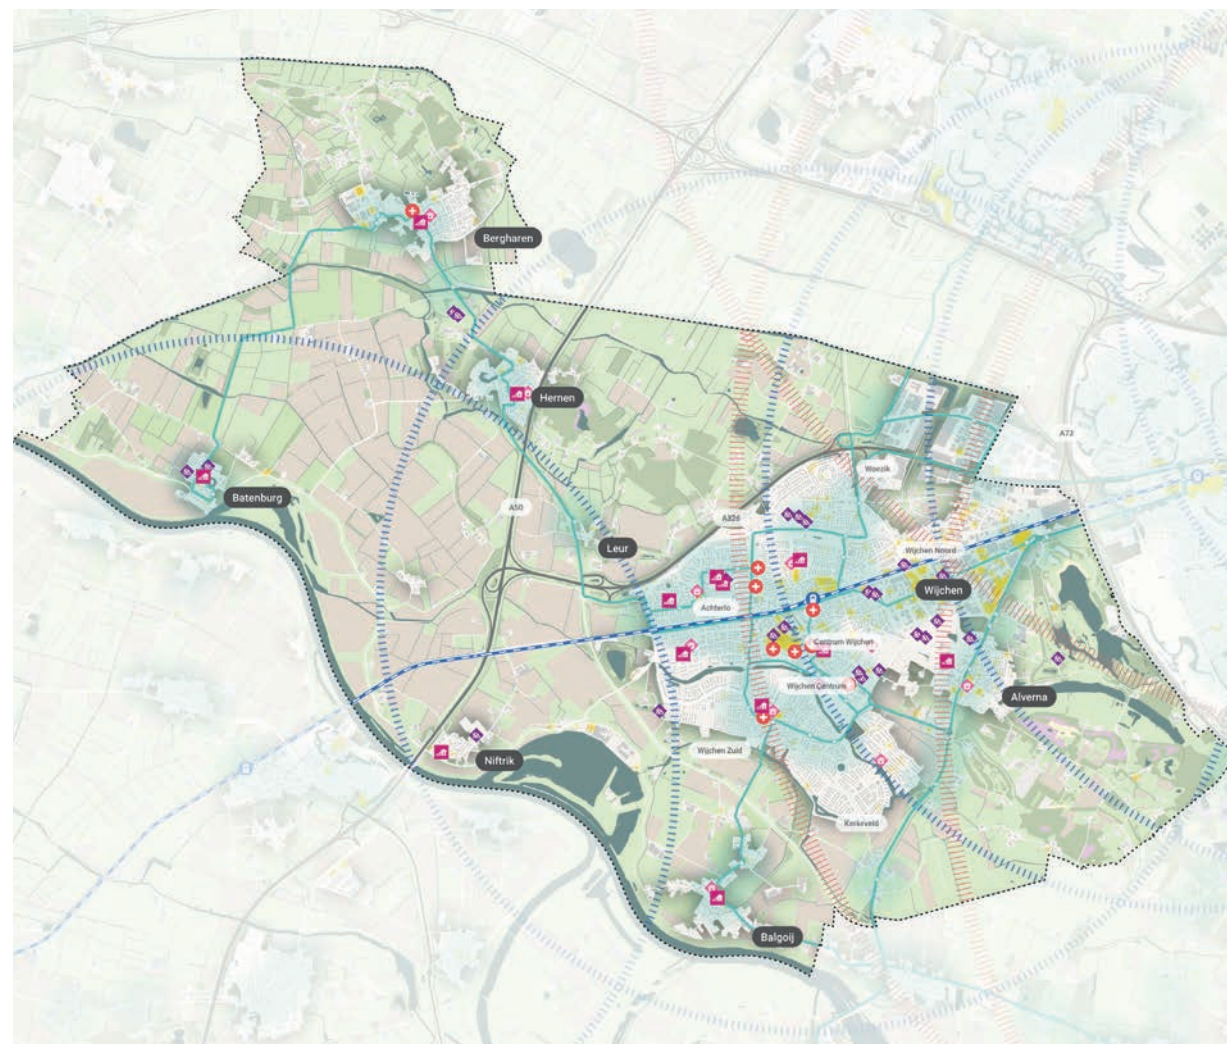 Bergharen
Hernen
A73
Woezik
Batenburg
A50
A326
Leur
Wijchen Noord
Wijchen
Achterlo
Centrum Wijchen
Wijchen Centrum
Alverna
Wijchen Zuid
Niftrik
Kerkeveld
Balgoij